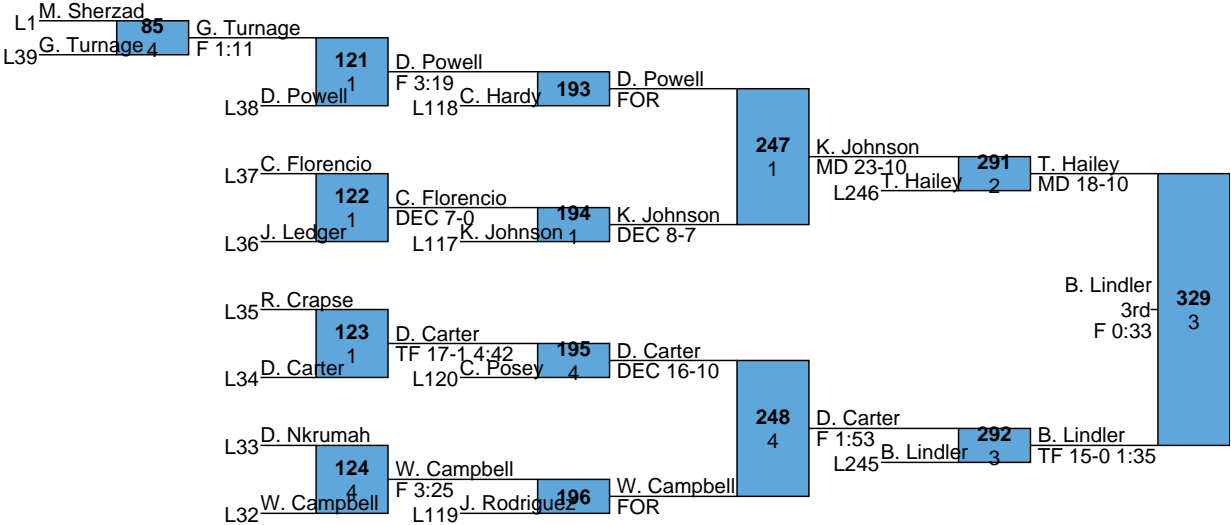 M. Sherzad
L1
85
4
G. Turnage
L39
G. Turnage
F 1:11
121
1
D. Powell
L38
D. Powell
F 3:19
C. Hardy
L118
193
D. Powell
FOR
C. Florencio
L37
122
1
J. Ledger
L36
C. Florencio
DEC 7-0
K. Johnson
L117
194
1
K. Johnson
DEC 8-7
247
1
K. Johnson
MD 23-10
T. Hailey
L246
291
2
T. Hailey
MD 18-10
R. Crapse
L35
123
1
D. Carter
L34
D. Carter
TF 17-1 4:42
C. Posey
L120
195
4
D. Carter
DEC 16-10
D. Nkrumah
L33
124
4
W. Campbell
L32
W. Campbell
F 3:25
J. Rodriguez
L119
196
W. Campbell
FOR
248
4
D. Carter
F 1:53
B. Lindler
L245
292
3
B. Lindler
TF 15-0 1:35
329
3
B. Lindler
3rd
F 0:33